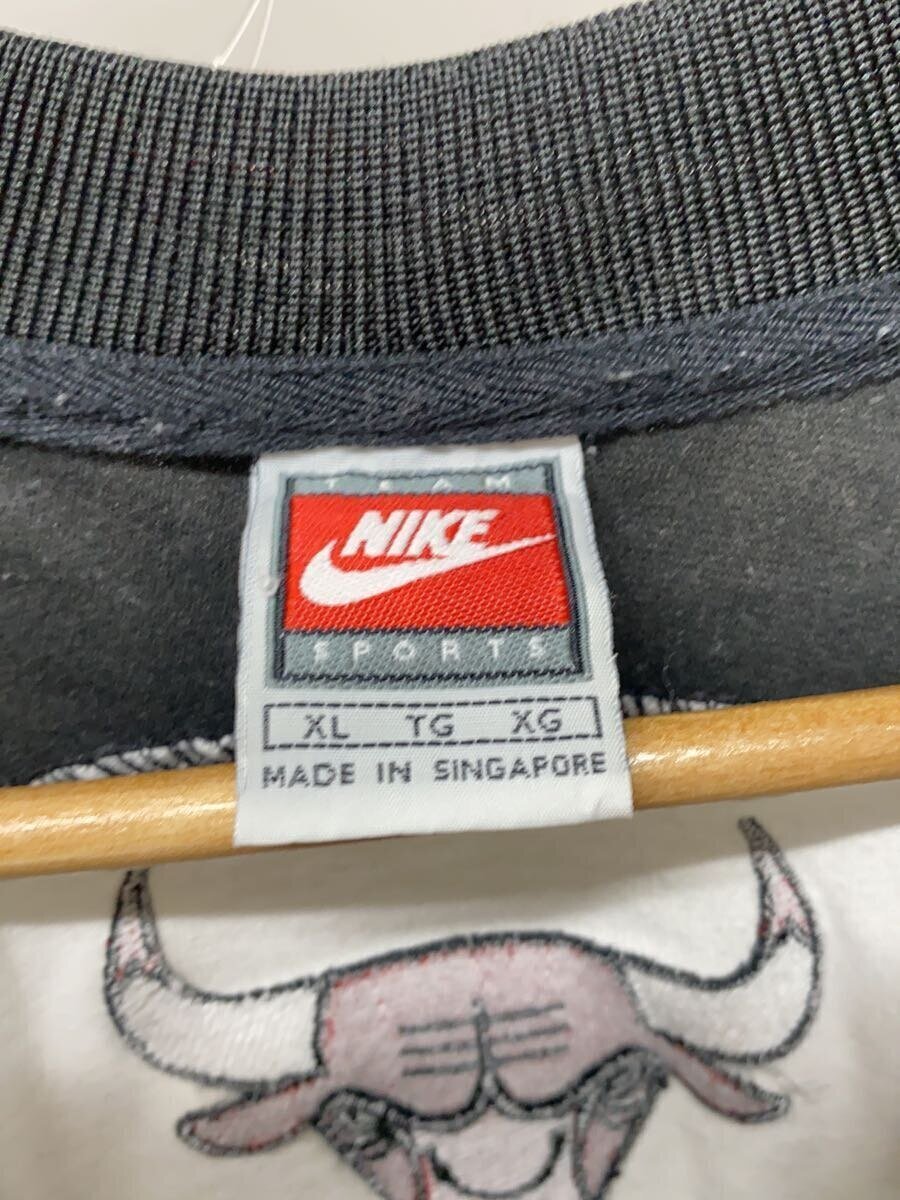 TEAM
NIKE
SPORTS
XL TG XG
MADE IN SINGAPORE